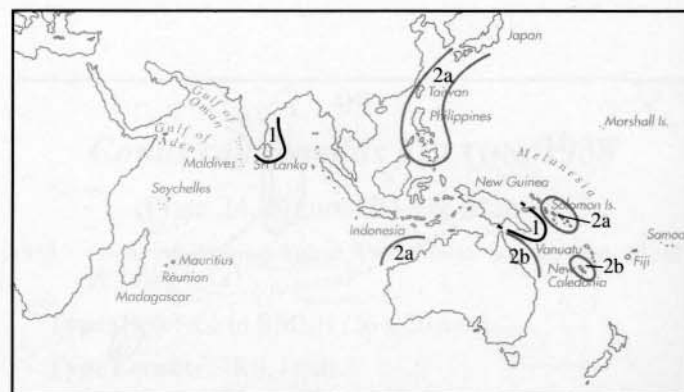 Japan
2a
Taiwan
Philippines
Gulf of
Oman
Gulf of
Aden
1
Maldives
Sri Lanka
Marshall Is.
Melanesia
Seychelles
New Guinea
Solomon Is.
2a
Indonesia
1
2a
2b
Vanuatu
2b
Samoa
Fiji
New
Caledonia
Mauritius
Réunion
Madagascar